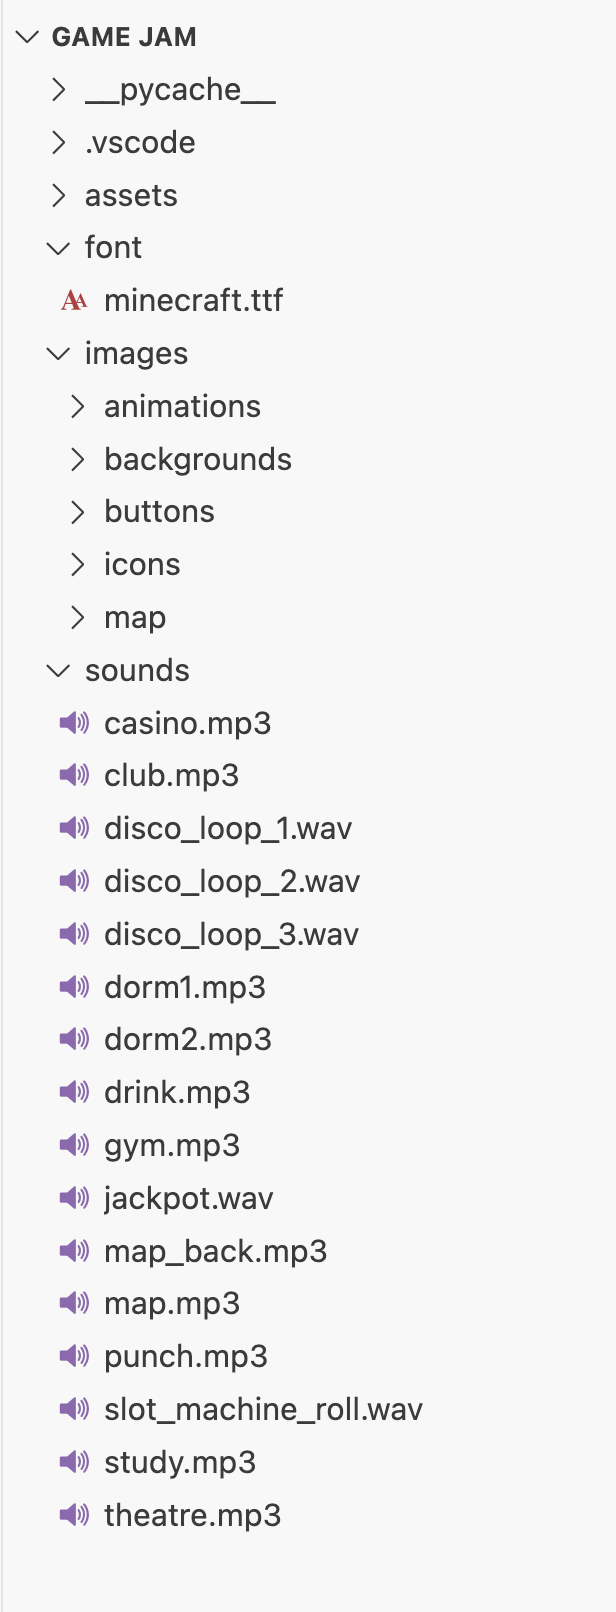 GAME JAM
__pycache__
.vscode
assets
font
minecraft.ttf
images
animations
backgrounds
buttons
icons
map
sounds
casino.mp3
club.mp3
disco_loop_1.wav
disco_loop_2.wav
disco_loop_3.wav
dorm1.mp3
dorm2.mp3
drink.mp3
gym.mp3
jackpot.wav
map_back.mp3
map.mp3
punch.mp3
slot_machine_roll.wav
study.mp3
theatre.mp3